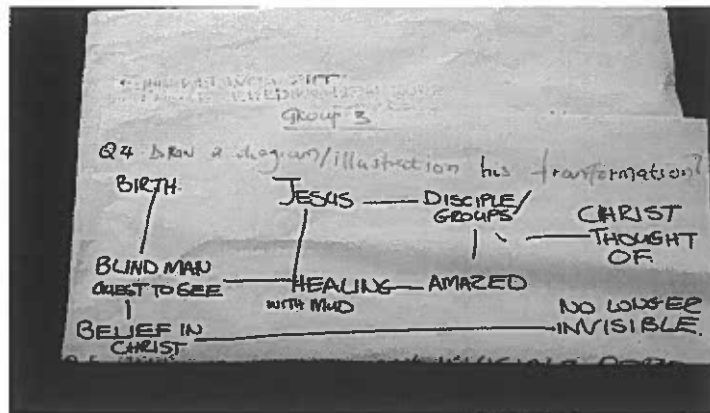 Group 3
Q4 DRAW a diagram/illustration his transformation?
BIRTH JESUS DISCIPLE/
GROUPS CHRIST
THOUGHT
OF
BLIND MAN
QUEST TO SEE HEALING
WITH MUD AMAZED
BELIEF IN
CHRIST NO LONGER
INVISIBLE.